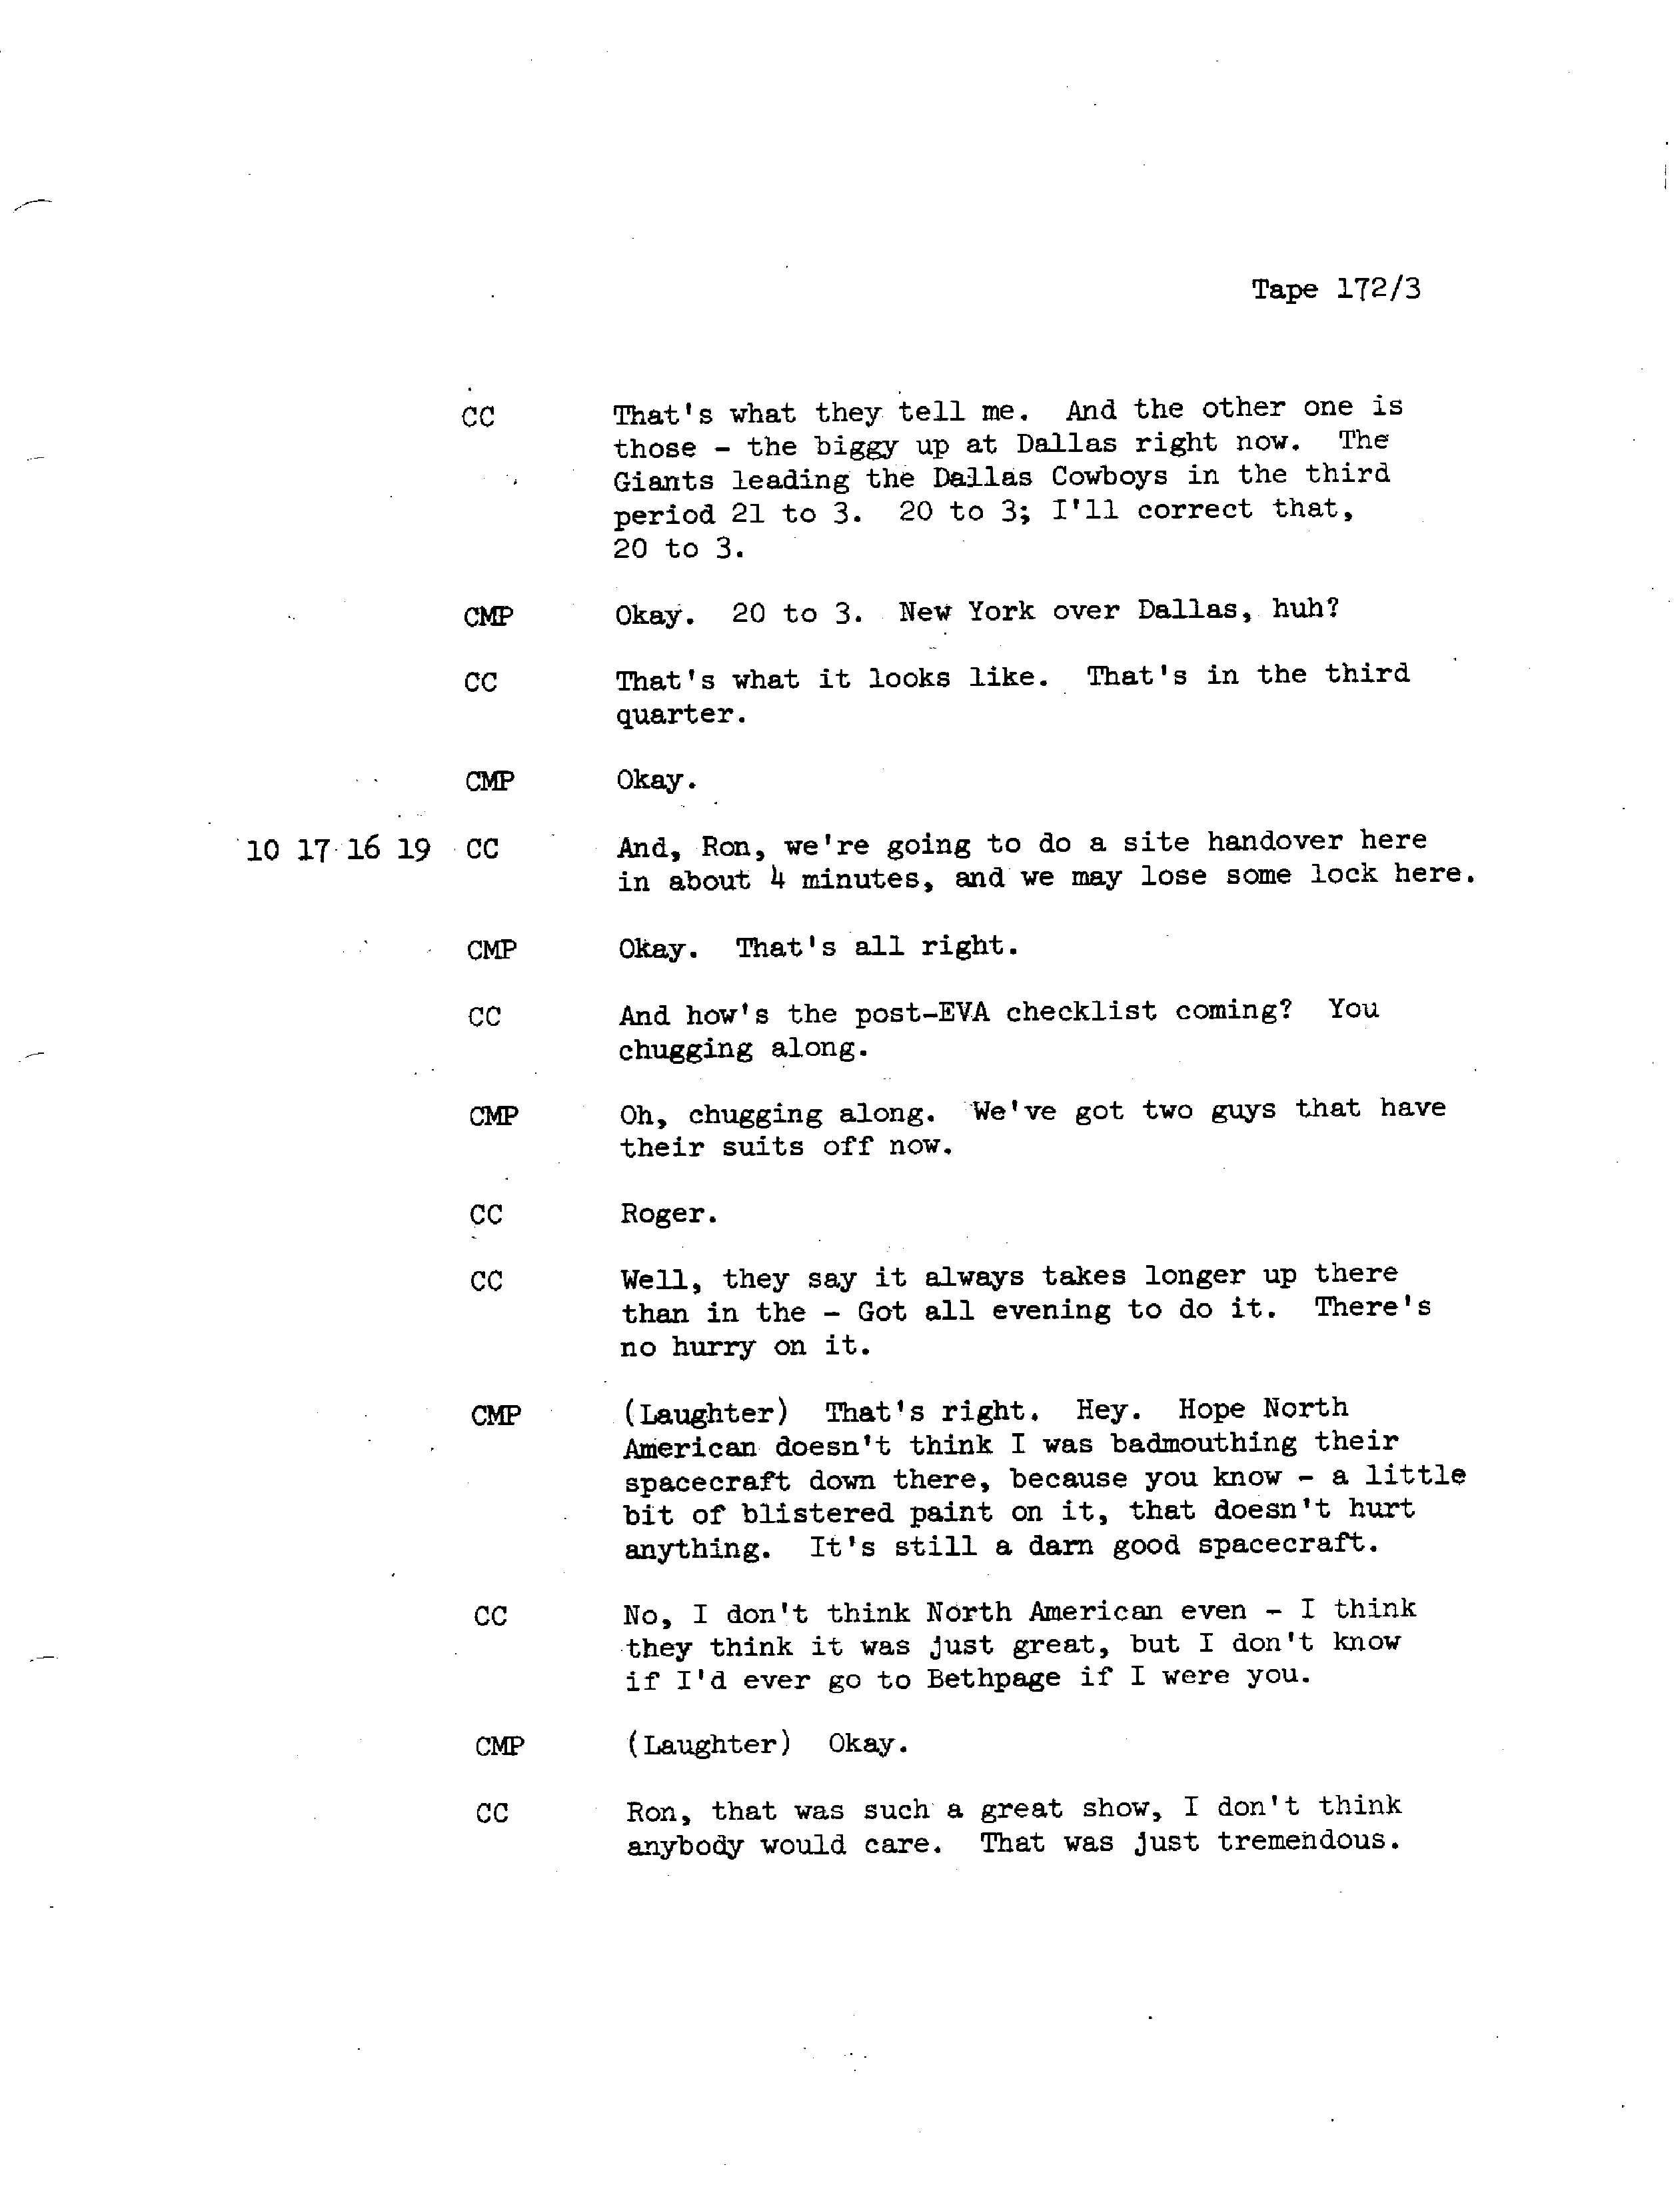 Tape 172/3
CC That's what they tell me. And the other one is
those - the biggy up at Dallas right now. The
Giants leading the Dallas Cowboys in the third
period 21 to 3. 20 to 3; I'll correct that,
20 to 3.
CMP Okay. 20 to 3. New York over Dallas, huh?
CC That's what it looks like. That's in the third
quarter.
CMP Okay.
10 17 16 19 CC And, Ron, we're going to do a site handover here
in about 4 minutes, and we may lose some lock here.
CMP Okay. That's all right.
CC And how's the post-EVA checklist coming? You
chugging along.
CMP Oh, chugging along. We've got two guys that have
their suits off now.
CC Roger.
CC Well, they say it always takes longer up there
than in the - Got all evening to do it. There's
no hurry on it.
CMP (Laughter) That's right. Hey. Hope North
American doesn't think I was badmouthing their
spacecraft down there, because you know - a little
bit of blistered paint on it, that doesn't hurt
anything. It's still a darn good spacecraft.
CC No, I don't think North American even - I think
they think it was just great, but I don't know
if I'd ever go to Bethpage if I were you.
CMP (Laughter) Okay.
CC Ron, that was such a great show, I don't think
anybody would care. That was just tremendous.